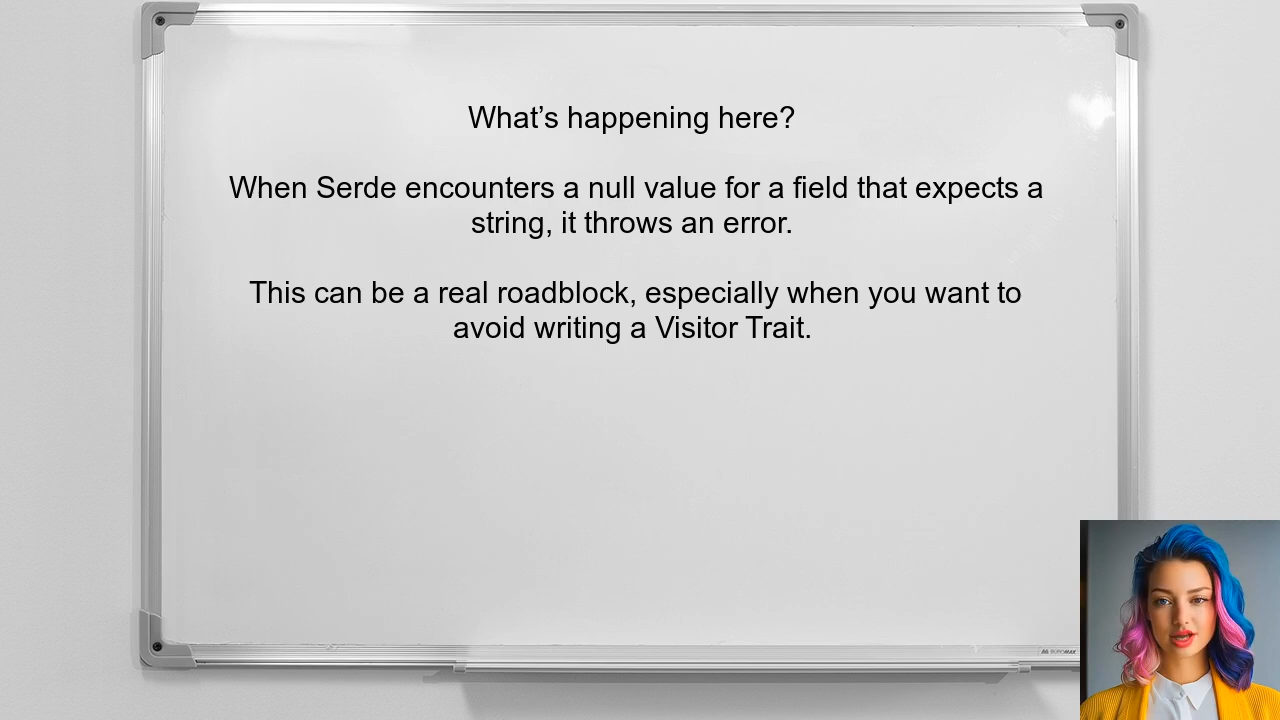 What’s happening here?
When Serde encounters a null value for a field that expects a
string, it throws an error.
This can be a real roadblock, especially when you want to
avoid writing a Visitor Trait.
BÜROMAX